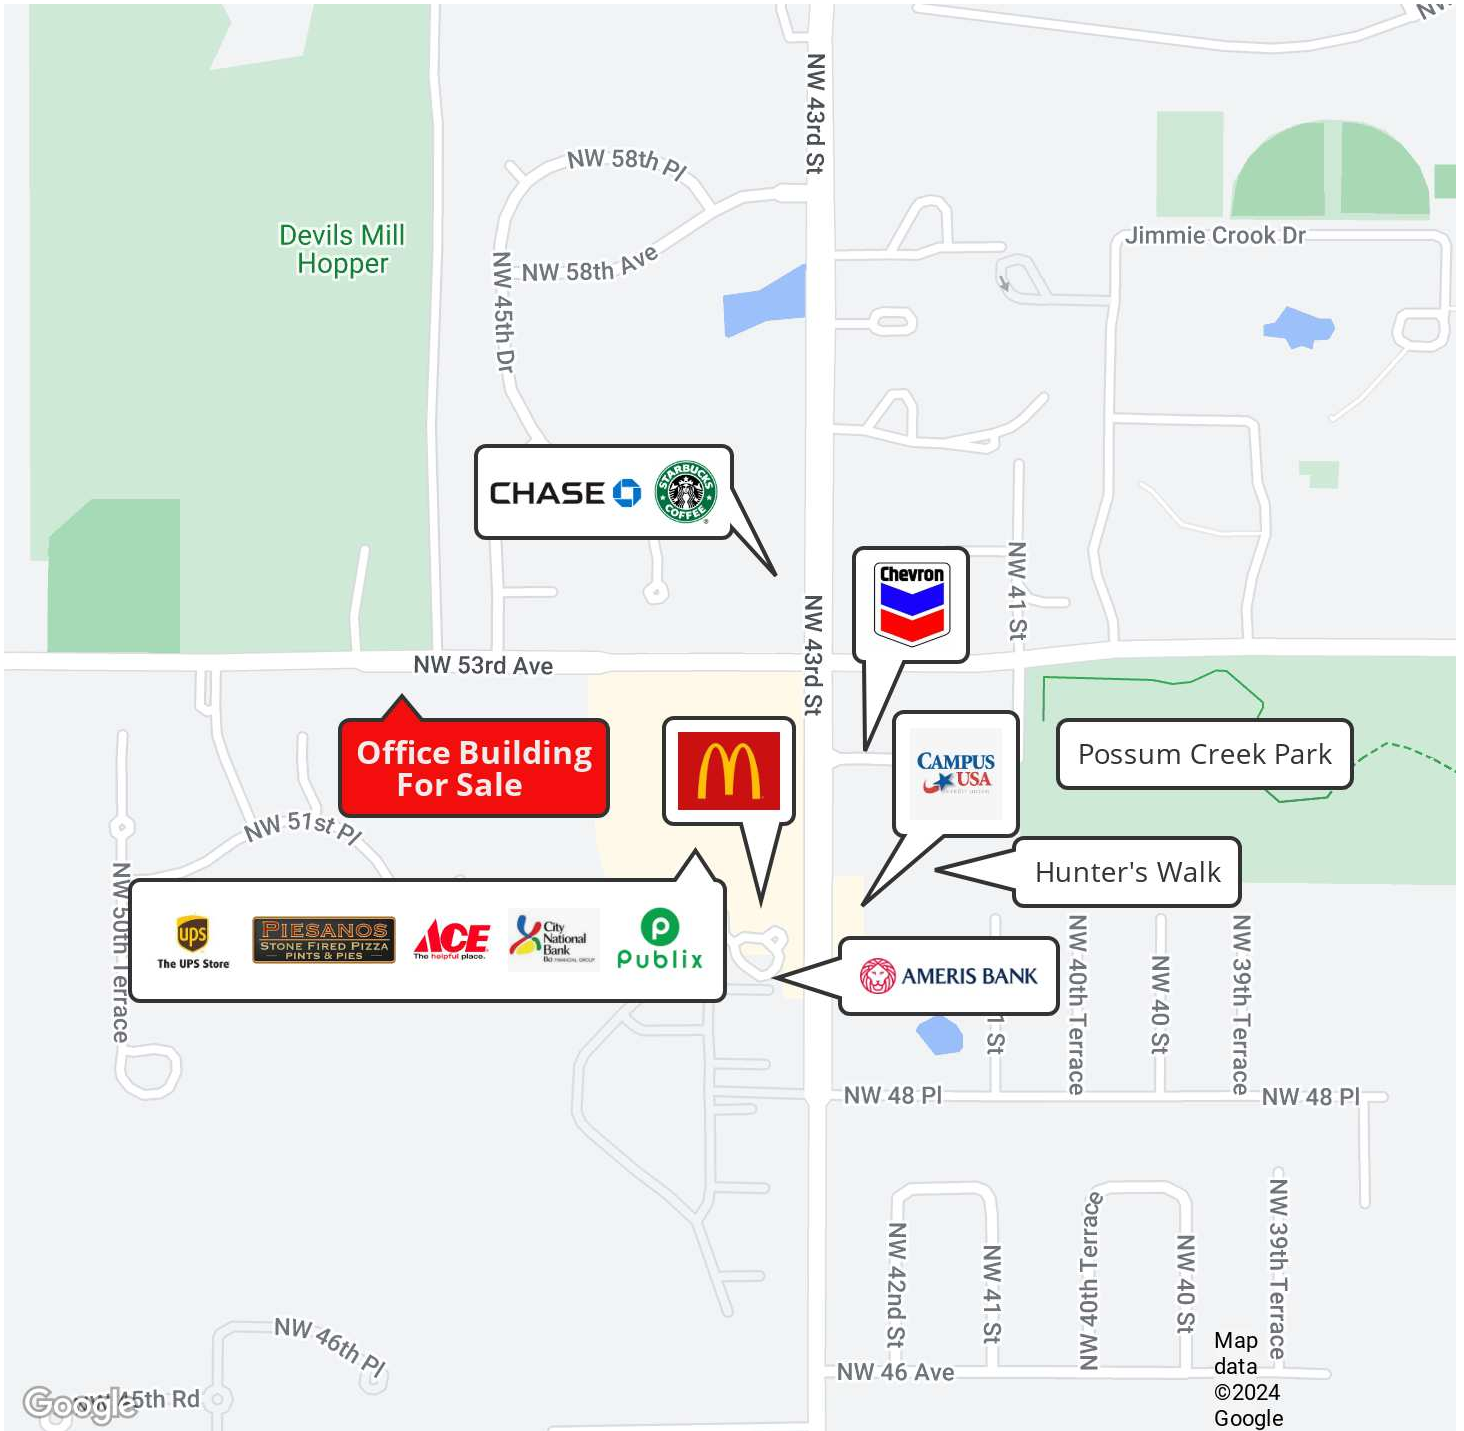 NW 43rd St
NW 58th Pl
Devils Mill
Hopper
NW 58th Ave
NW 45th Dr
Jimmie Crook Dr
CHASE
STARBUCKS
COFFEE
®
Chevron
NW 41 St
NW 53rd Ave
NW 43rd St
Office Building
For Sale
CAMPUS
USA
Possum Creek Park
NW 51st Pl
Hunter's Walk
NW 50th Terrace
ups
The UPS Store
PIESANOS
STONE FIRED PIZZA
PINTS & PIES
ACE
The helpful place.
City
National
Bank
Publix
AMERIS BANK
NW 40th Terrace
NW 40 St
NW 39th Terrace
1 St
NW 48 Pl
NW 48 Pl
NW 42nd St
NW 41 St
NW 40th Terrace
NW 40 St
NW 39th Terrace
NW 46th Pl
NW 46 Ave
Map
data
©2024
Google
Google
45th Rd